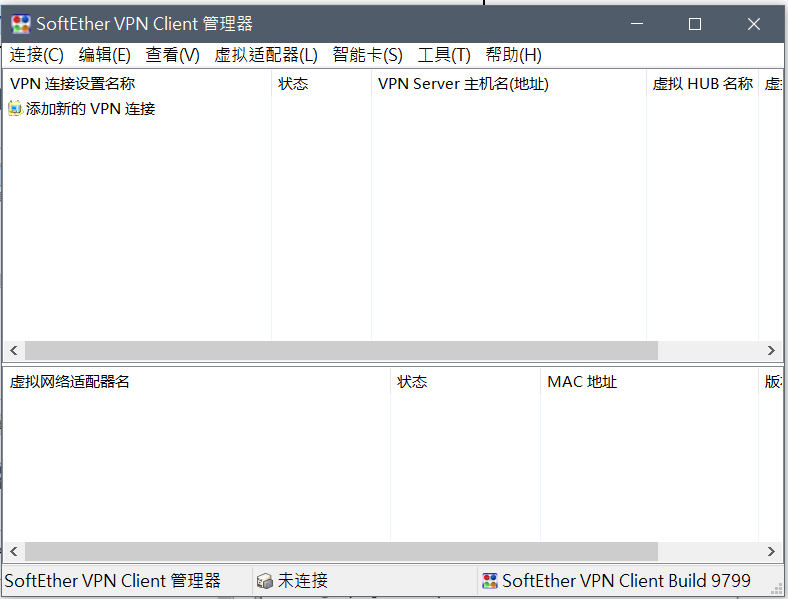 SoftEther VPN Client 管理器
连接(C) 编辑(E) 查看(V) 虚拟适配器(L) 智能卡(S) 工具(T) 帮助(H)
VPN 连接设置名称 状态 VPN Server 主机名(地址) 虚拟 HUB 名称 虚
添加新的 VPN 连接
虚拟网络适配器名 状态 MAC 地址 版
SoftEther VPN Client 管理器 未连接 SoftEther VPN Client Build 9799